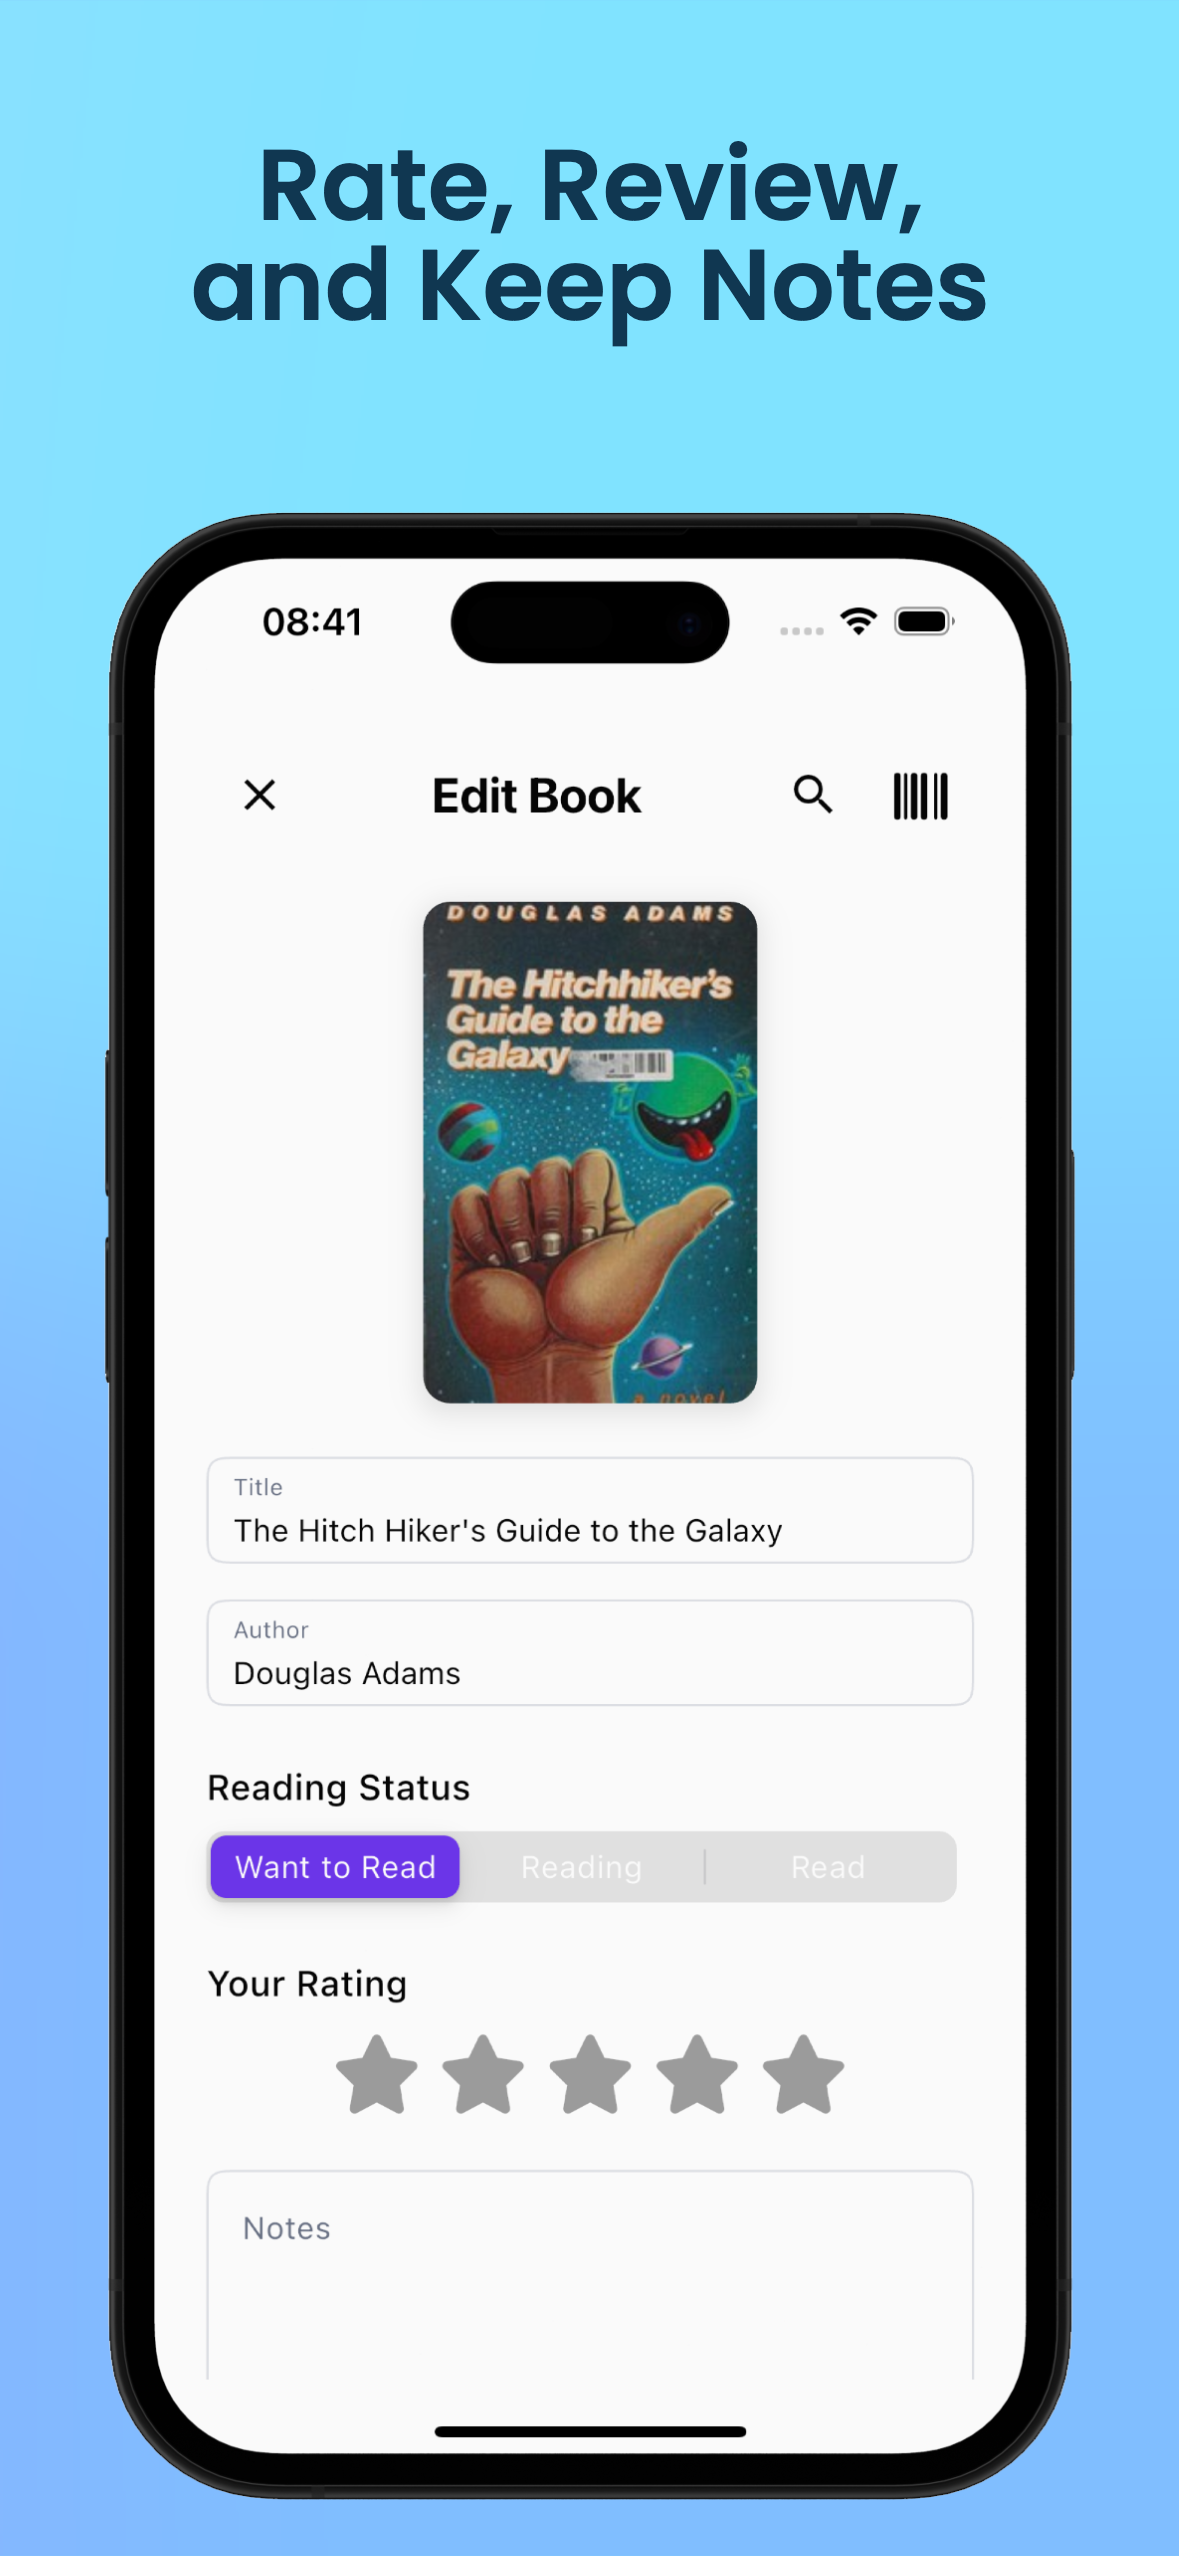 Rate, Review,
and Keep Notes
08:41
Edit Book
DOUGLAS ADAMS
The Hitchhiker's
Guide to the
Galaxy
a novel
Title
The Hitch Hiker's Guide to the Galaxy
Author
Douglas Adams
Reading Status
Want to Read
Reading
Read
Your Rating
Notes